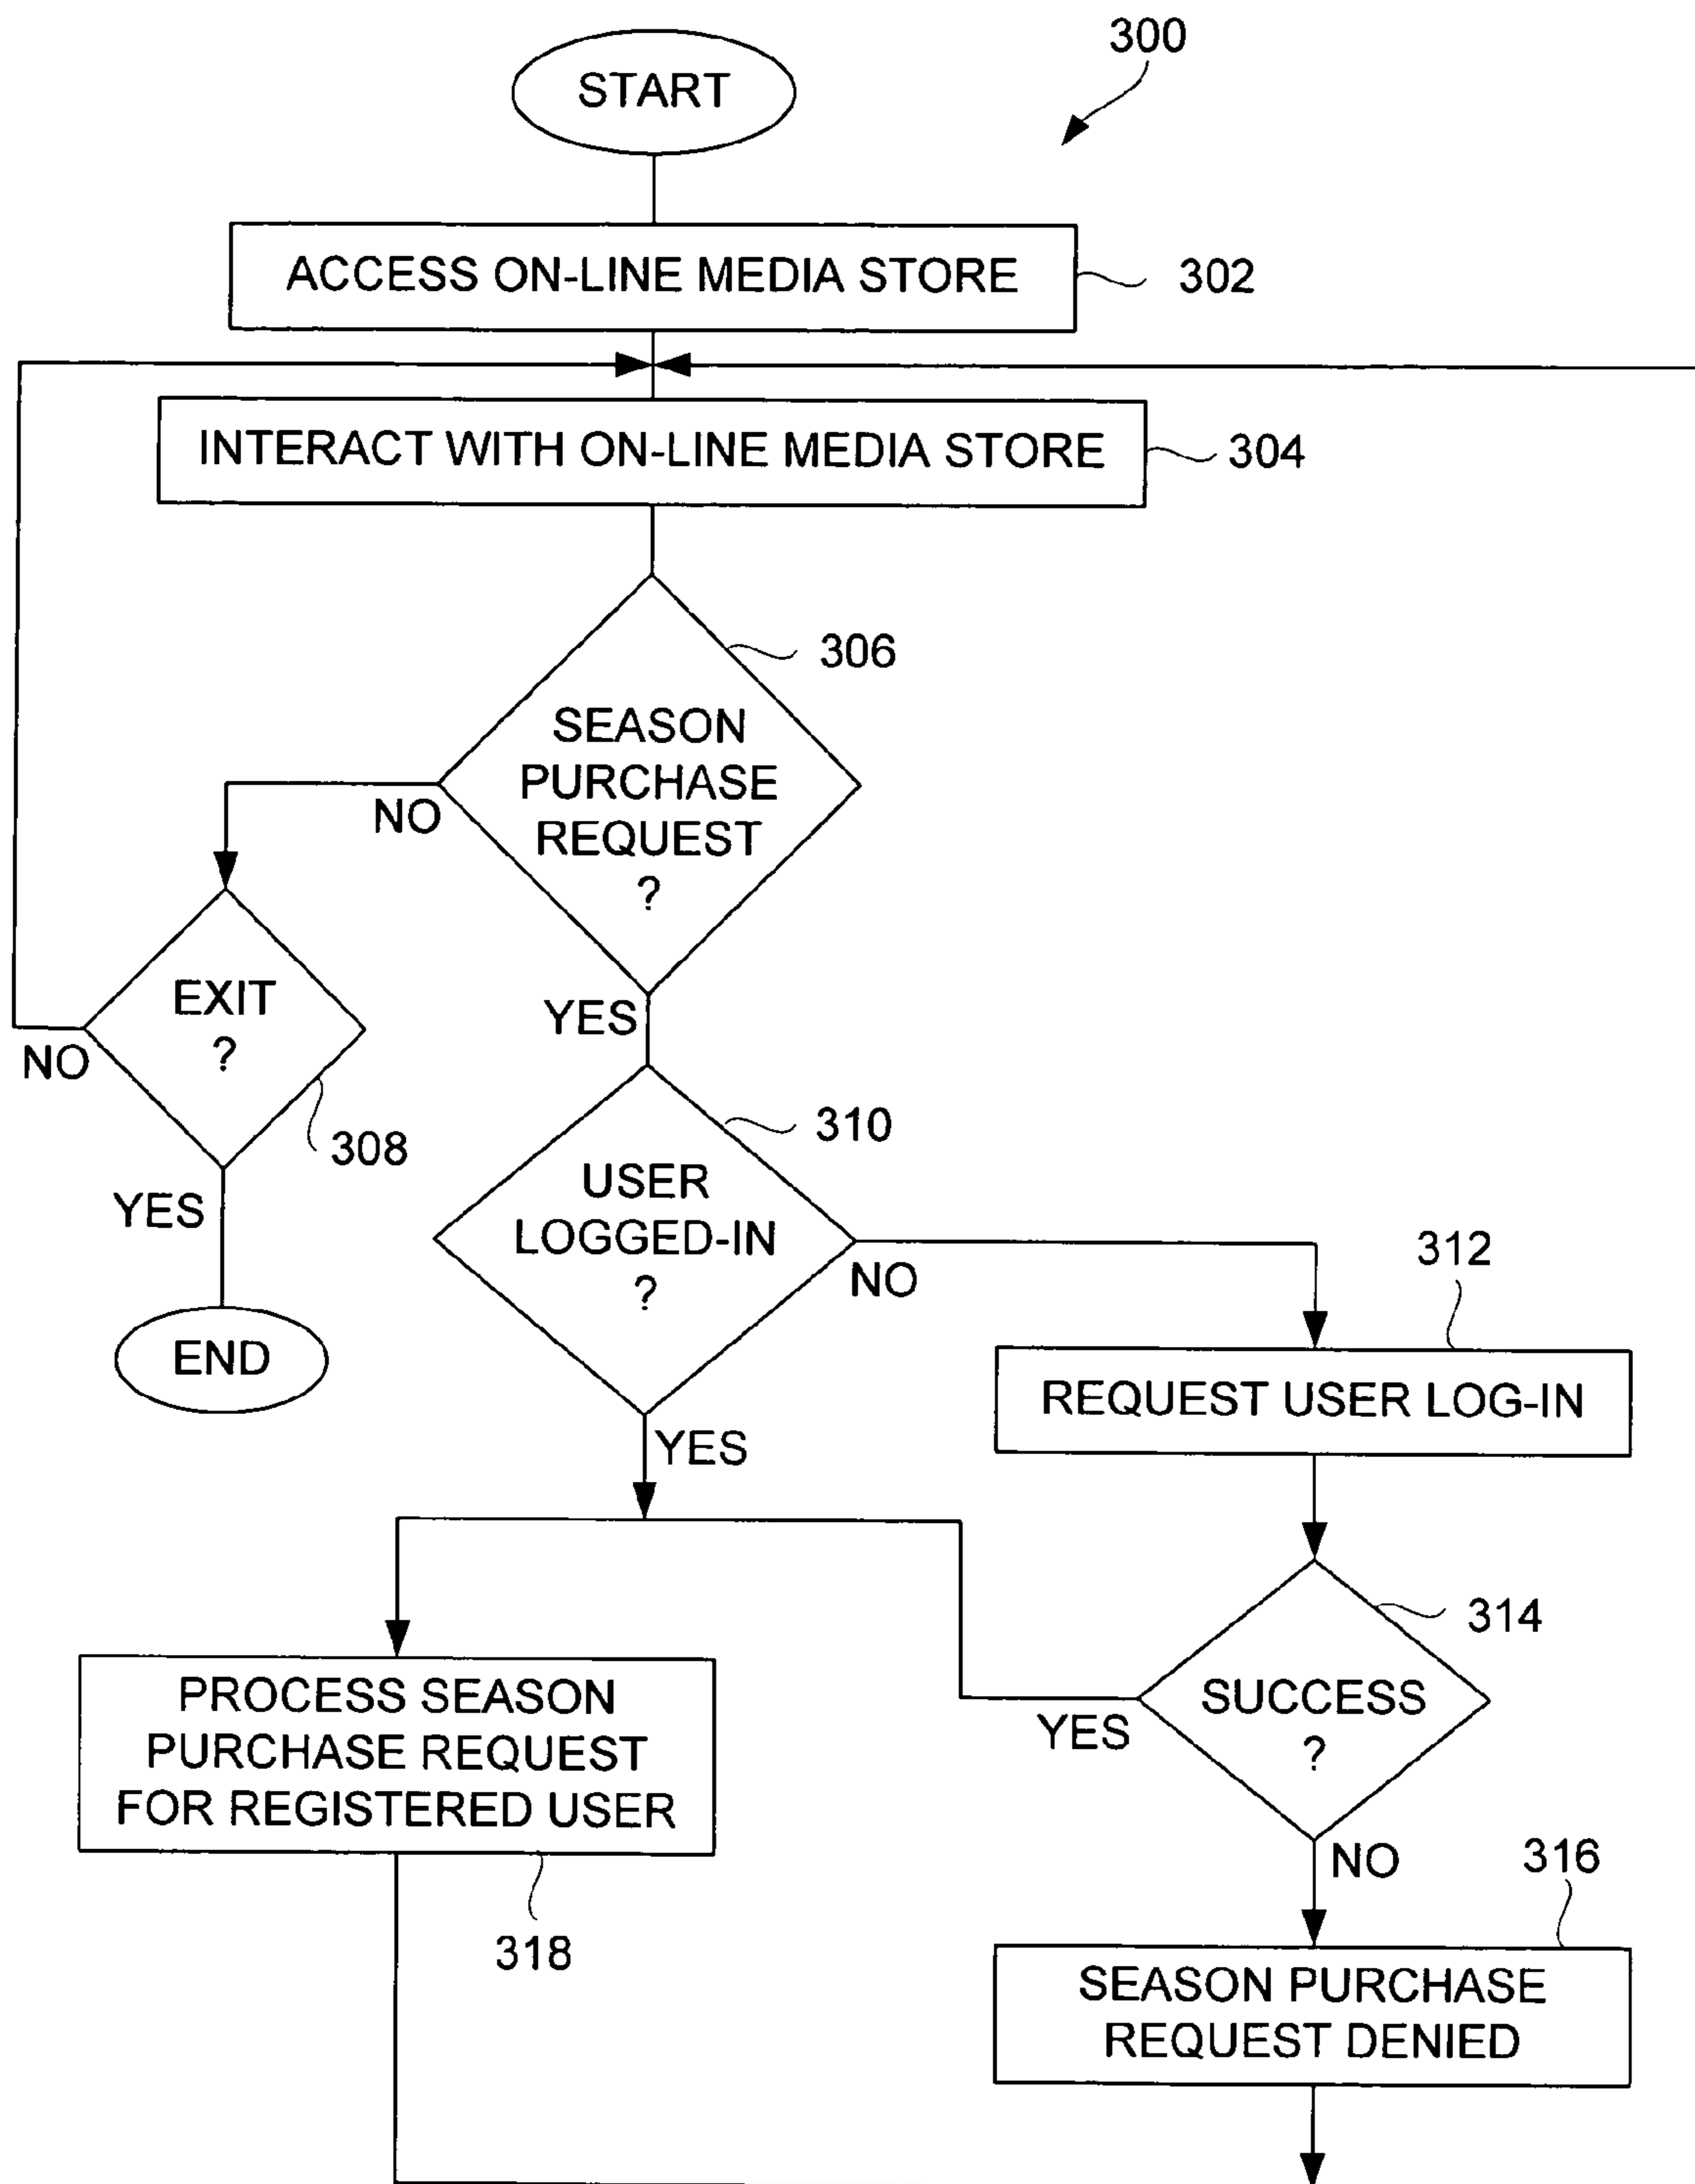 START
300
ACCESS ON-LINE MEDIA STORE
302
INTERACT WITH ON-LINE MEDIA STORE
304
306
SEASON
PURCHASE
REQUEST
?
NO
EXIT
?
NO
308
YES
END
YES
310
USER
LOGGED-IN
?
NO
312
REQUEST USER LOG-IN
YES
314
SUCCESS
?
YES
PROCESS SEASON
PURCHASE REQUEST
FOR REGISTERED USER
318
NO
316
SEASON PURCHASE
REQUEST DENIED